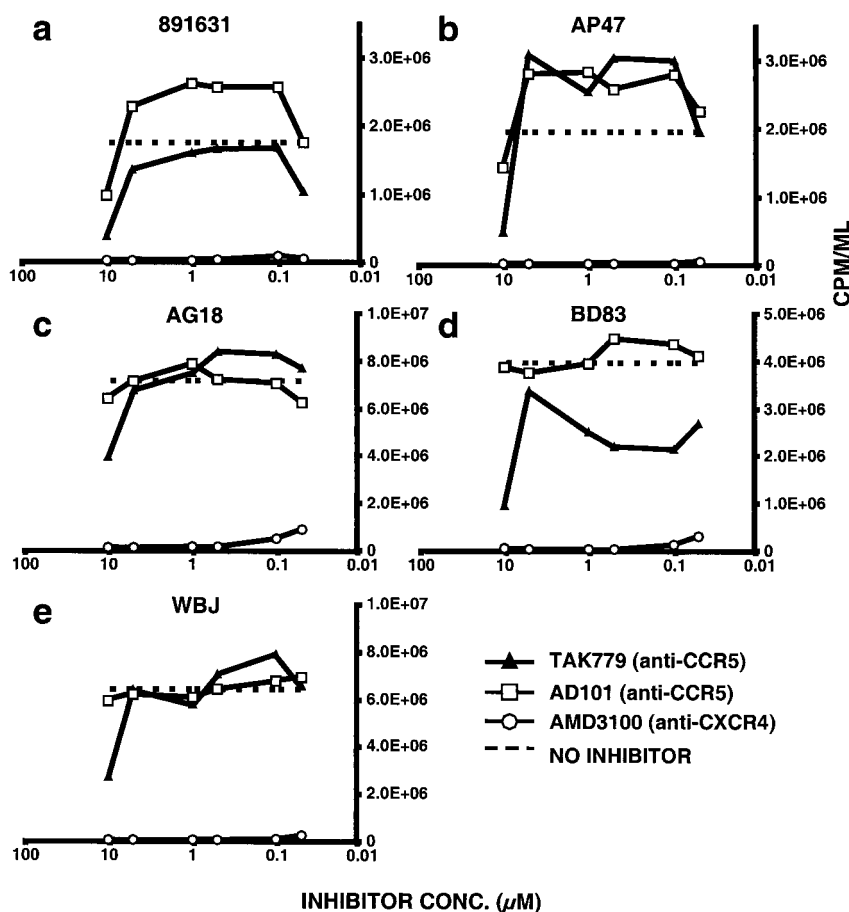 a
891631
3.0E+06
2.0E+06
1.0E+06
0
100
10
1
0.1
0.01
b
AP47
3.0E+06
2.0E+06
1.0E+06
0
100
10
1
0.1
0.01
CPM/ML
c
AG18
1.0E+07
8.0E+06
6.0E+06
4.0E+06
2.0E+06
0
100
10
1
0.1
0.01
d
BD83
5.0E+06
4.0E+06
3.0E+06
2.0E+06
1.0E+06
0
100
10
1
0.1
0.01
e
WBJ
1.0E+07
8.0E+06
6.0E+06
4.0E+06
2.0E+06
0
100
10
1
0.1
0.01
TAK779 (anti-CCR5)
AD101 (anti-CCR5)
AMD3100 (anti-CXCR4)
NO INHIBITOR
INHIBITOR CONC. (μM)